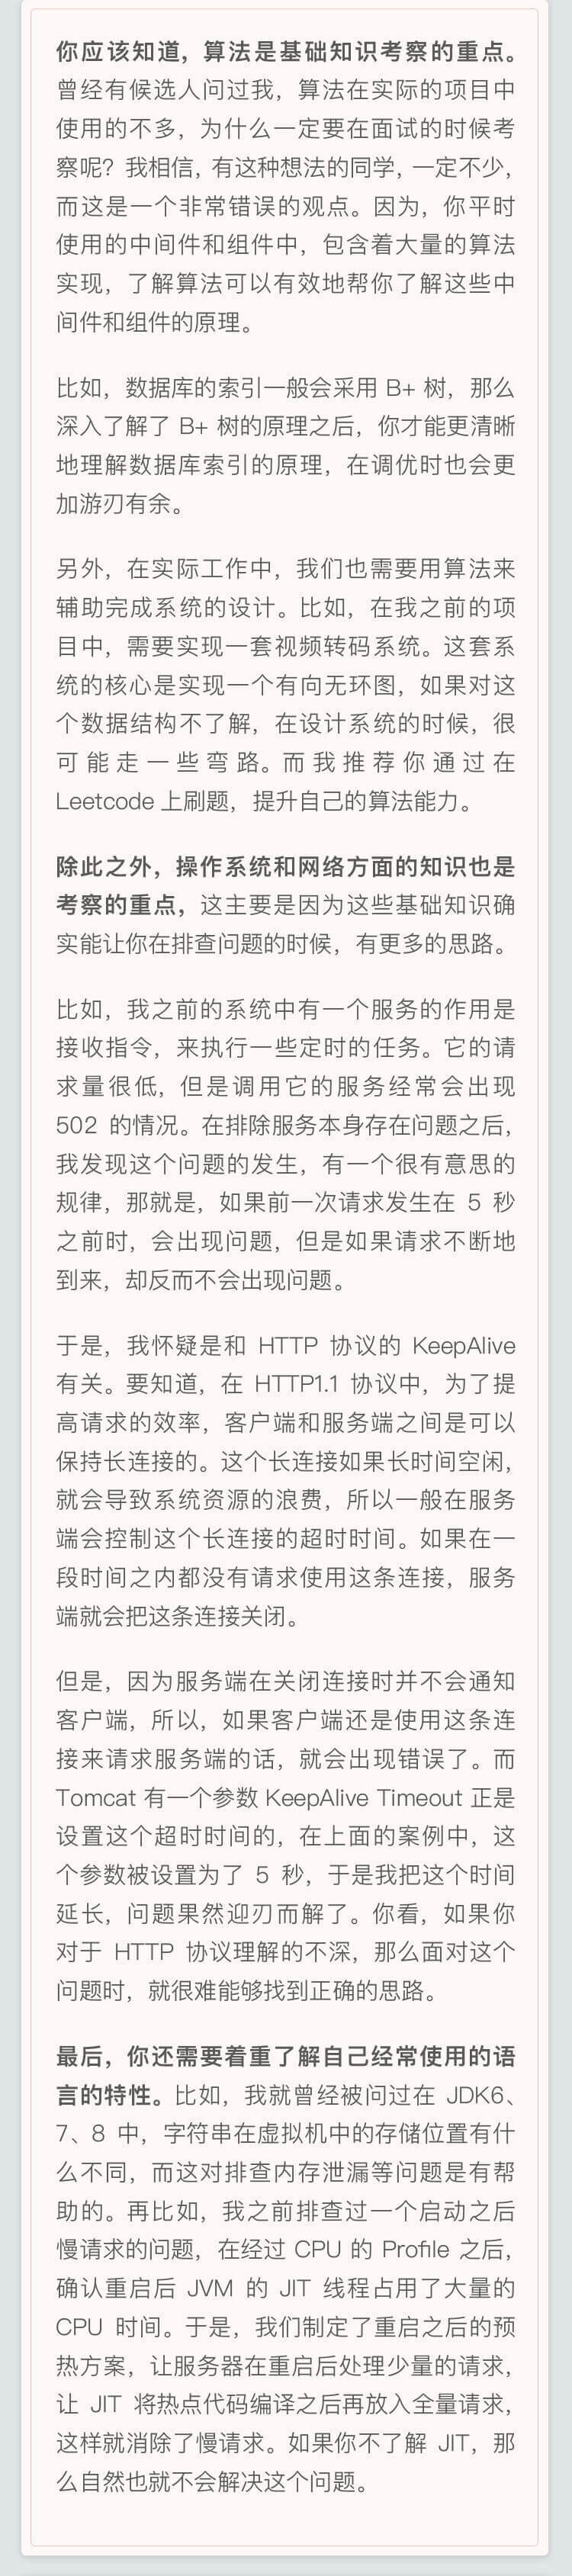 你应该知道，算法是基础知识考察的重点。
曾经有候选人问过我，算法在实际的项目中
使用的不多，为什么一定要在面试的时候考
察呢？我相信，有这种想法的同学，一定不少，
而这是一个非常错误的观点。因为，你平时
使用的中间件和组件中，包含着大量的算法
实现，了解算法可以有效地帮你了解这些中
间件和组件的原理。
比如，数据库的索引一般会采用 B+ 树，那么
深入了解了 B+ 树的原理之后，你才能更清晰
地理解数据库索引的原理，在调优时也会更
加游刃有余。
另外，在实际工作中，我们也需要用算法来
辅助完成系统的设计。比如，在我之前的项
目中，需要实现一套视频转码系统。这套系
统的核心是实现一个有向无环图，如果对这
个数据结构不了解，在设计系统的时候，很
可能走一些弯路。而我推荐你通过在
Leetcode 上刷题，提升自己的算法能力。
除此之外，操作系统和网络方面的知识也是
考察的重点，这主要是因为这些基础知识确
实能让你在排查问题的时候，有更多的思路。
比如，我之前的系统中有一个服务的作用是
接收指令，来执行一些定时的任务。它的请
求量很低，但是调用它的服务经常会出现
502 的情况。在排除服务本身存在问题之后，
我发现这个问题的发生，有一个很有意思的
规律，那就是，如果前一次请求发生在 5 秒
之前时，会出现问题，但是如果请求不断地
到来，却反而不会出现问题。
于是，我怀疑是和 HTTP 协议的 KeepAlive
有关。要知道，在 HTTP1.1 协议中，为了提
高请求的效率，客户端和服务端之间是可以
保持长连接的。这个长连接如果长时间空闲，
就会导致系统资源的浪费，所以一般在服务
端会控制这个长连接的超时时间。如果在一
段时间之内都没有请求使用这条连接，服务
端就会把这条连接关闭。
但是，因为服务端在关闭连接时并不会通知
客户端，所以，如果客户端还是使用这条连
接来请求服务端的话，就会出现错误了。而
Tomcat 有一个参数 KeepAlive Timeout 正是
设置这个超时时间的，在上面的案例中，这
个参数被设置为了 5 秒，于是我把这个时间
延长，问题果然迎刃而解了。你看，如果你
对于 HTTP 协议理解的不深，那么面对这个
问题时，就很难能够找到正确的思路。
最后，你还需要着重了解自己经常使用的语
言的特性。比如，我就曾经被问过在 JDK6、
7、8 中，字符串在虚拟机中的存储位置有什
么不同，而这对排查内存泄漏等问题是有帮
助的。再比如，我之前排查过一个启动之后
慢请求的问题，在经过 CPU 的 Profile 之后，
确认重启后 JVM 的 JIT 线程占用了大量的
CPU 时间。于是，我们制定了重启之后的预
热方案，让服务器在重启后处理少量的请求，
让 JIT 将热点代码编译之后再放入全量请求，
这样就消除了慢请求。如果你不了解 JIT，那
么自然也就不会解决这个问题。